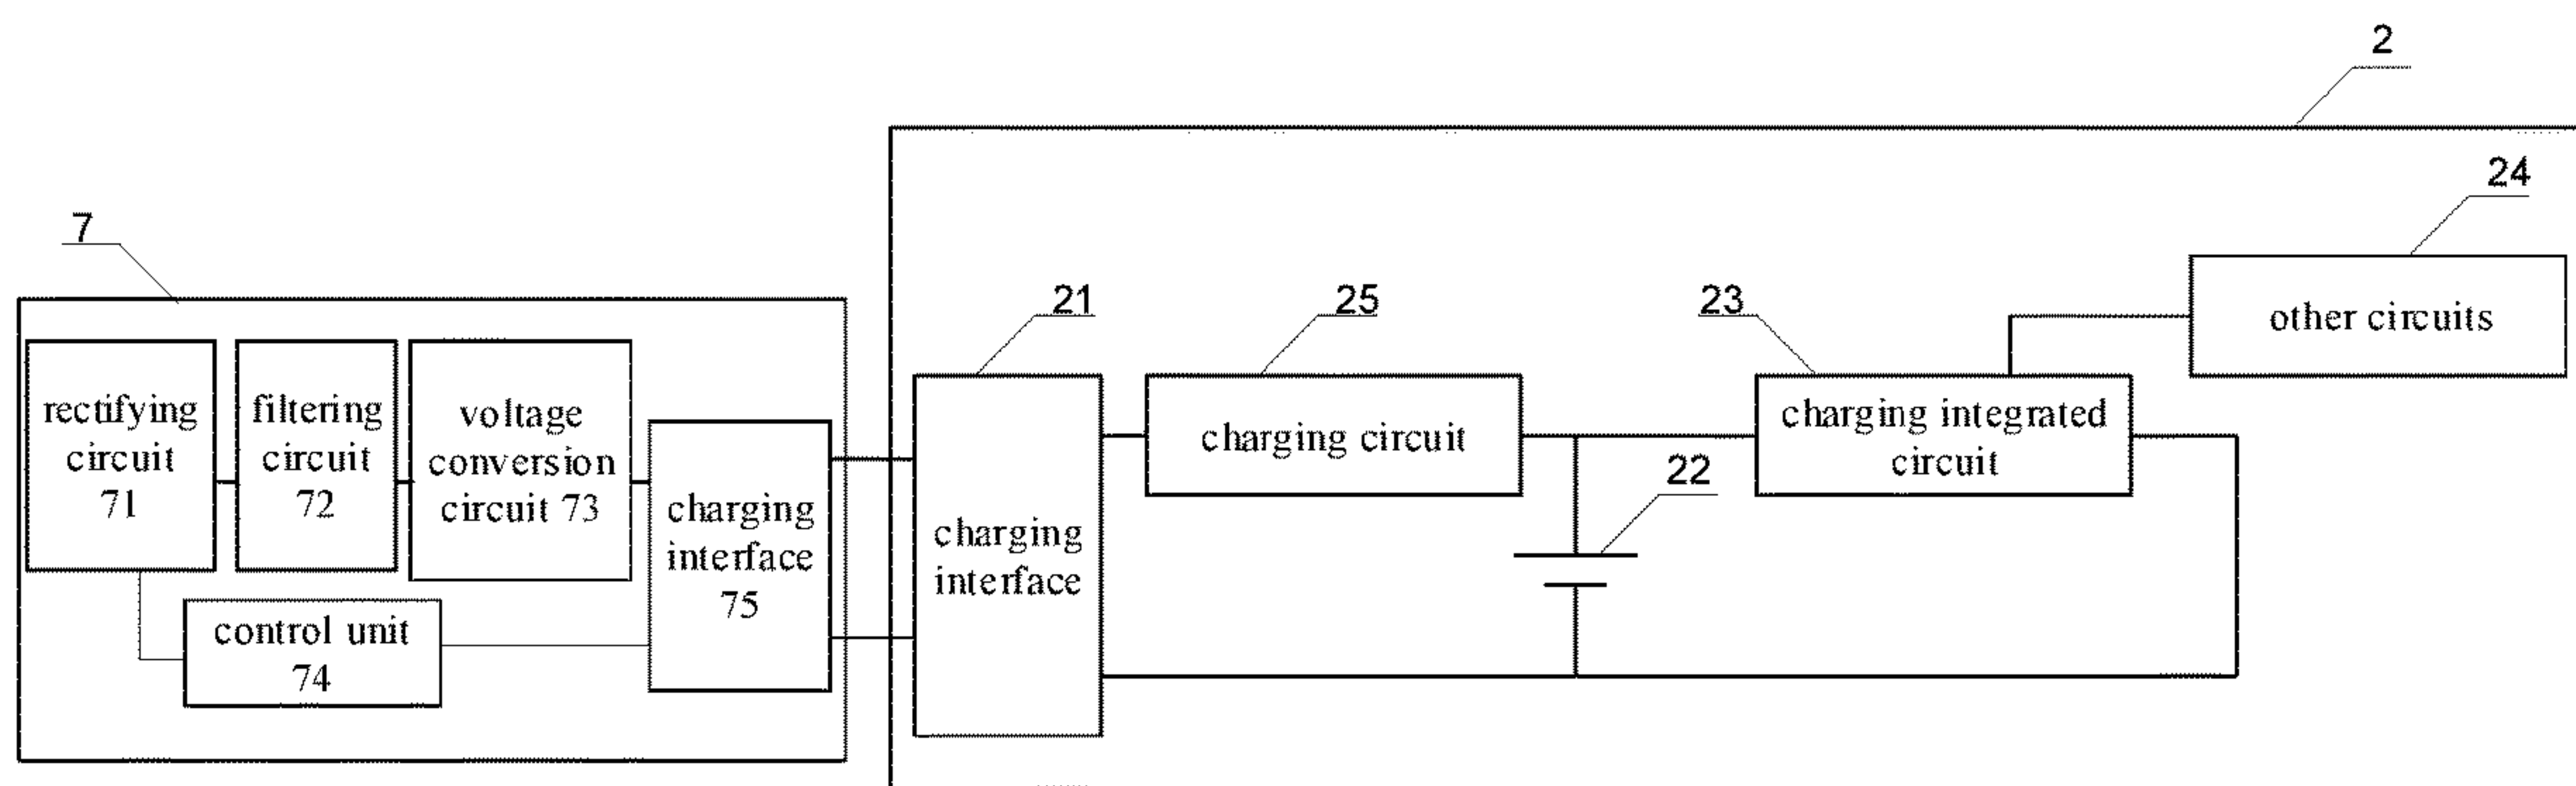 2
24
7
21
25
23
other circuits
rectifying
circuit
71
filtering
circuit
72
voltage
conversion
circuit 73
charging
interface
75
control unit
74
charging
interface
charging circuit
22
charging integrated
circuit